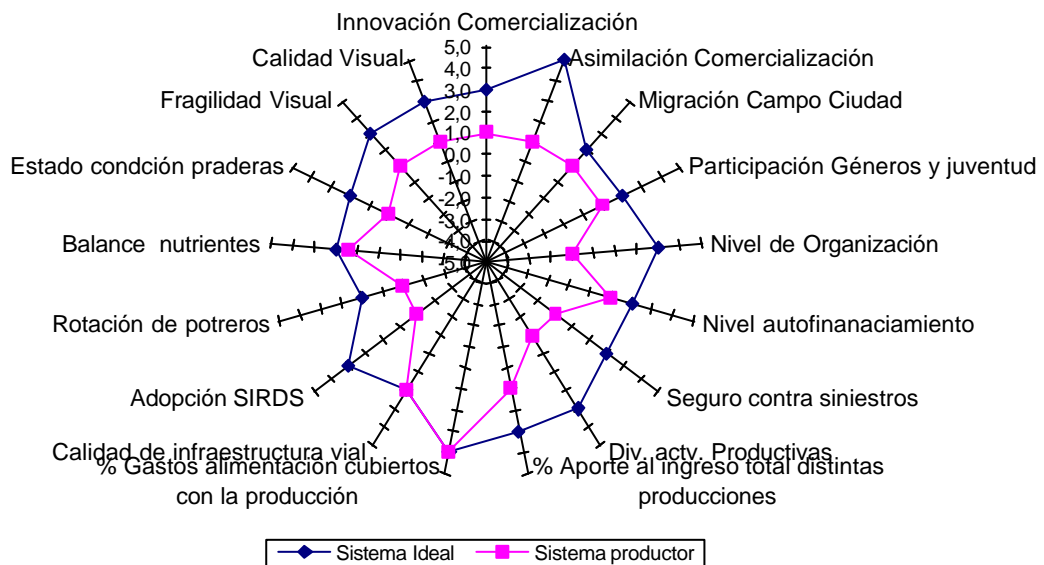 Innovación Comercialización
5,0
4,0
3,0
2,0
1,0
0,0
-1,0
-2,0
-3,0
-4,0
-5,0
Asimilación Comercialización
Migración Campo Ciudad
Participación Géneros y juventud
Nivel de Organización
Nivel autofinanaciamiento
Seguro contra siniestros
Div. actv. Productivas
% Aporte al ingreso total distintas
producciones
% Gastos alimentación cubiertos
con la producción
Calidad de infraestructura vial
Adopción SIRDS
Rotación de potreros
Balance nutrientes
Estado condción praderas
Fragilidad Visual
Calidad Visual
Sistema Ideal
Sistema productor